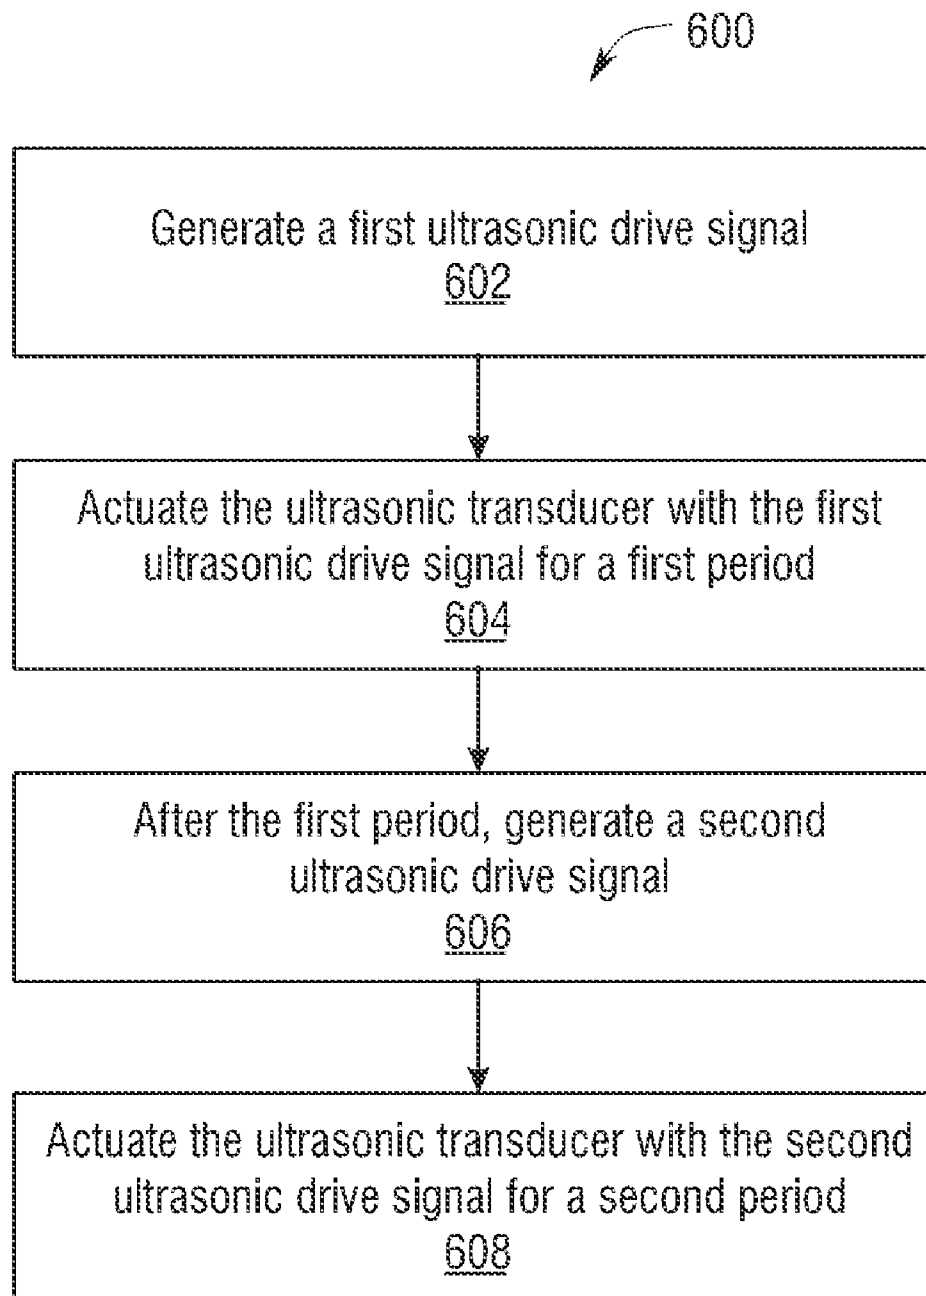 600
Generate a first ultrasonic drive signal
602
Actuate the ultrasonic transducer with the first
ultrasonic drive signal for a first period
604
After the first period, generate a second
ultrasonic drive signal
606
Actuate the ultrasonic transducer with the second
ultrasonic drive signal for a second period
608